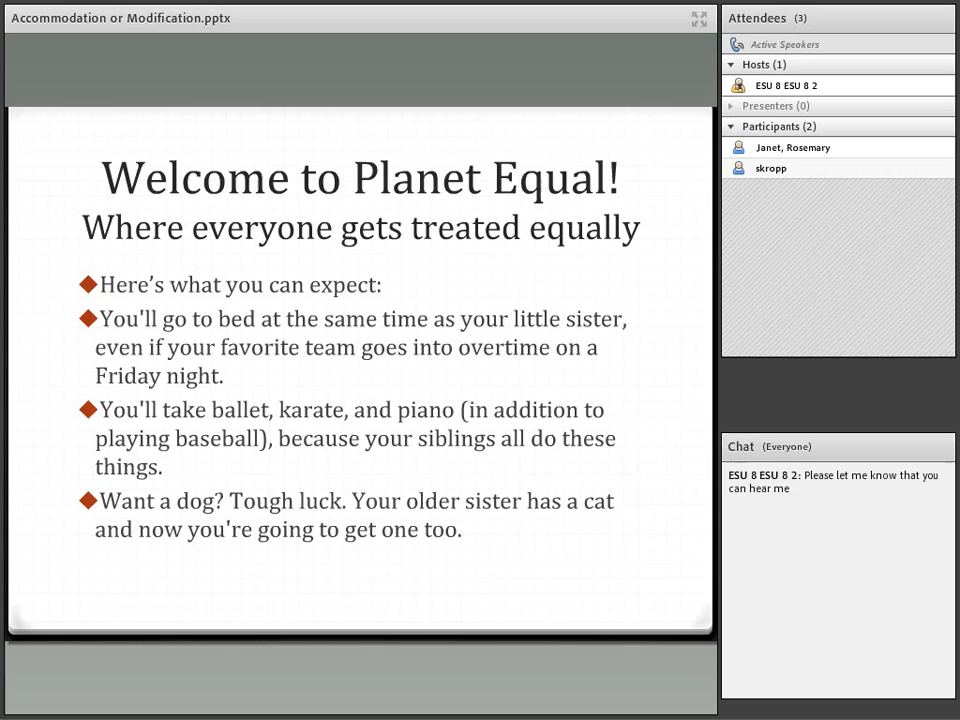 Accommodation or Modification.pptx
Welcome to Planet Equal!
Where everyone gets treated equally
Here’s what you can expect:
You'll go to bed at the same time as your little sister,
even if your favorite team goes into overtime on a
Friday night.
You'll take ballet, karate, and piano (in addition to
playing baseball), because your siblings all do these
things.
Want a dog? Tough luck. Your older sister has a cat
and now you're going to get one too.
Attendees (3)
Active Speakers
Hosts (1)
ESU 8 ESU 8 2
Presenters (0)
Participants (2)
Janet, Rosemary
skropp
Chat (Everyone)
ESU 8 ESU 8 2: Please let me know that you
can hear me